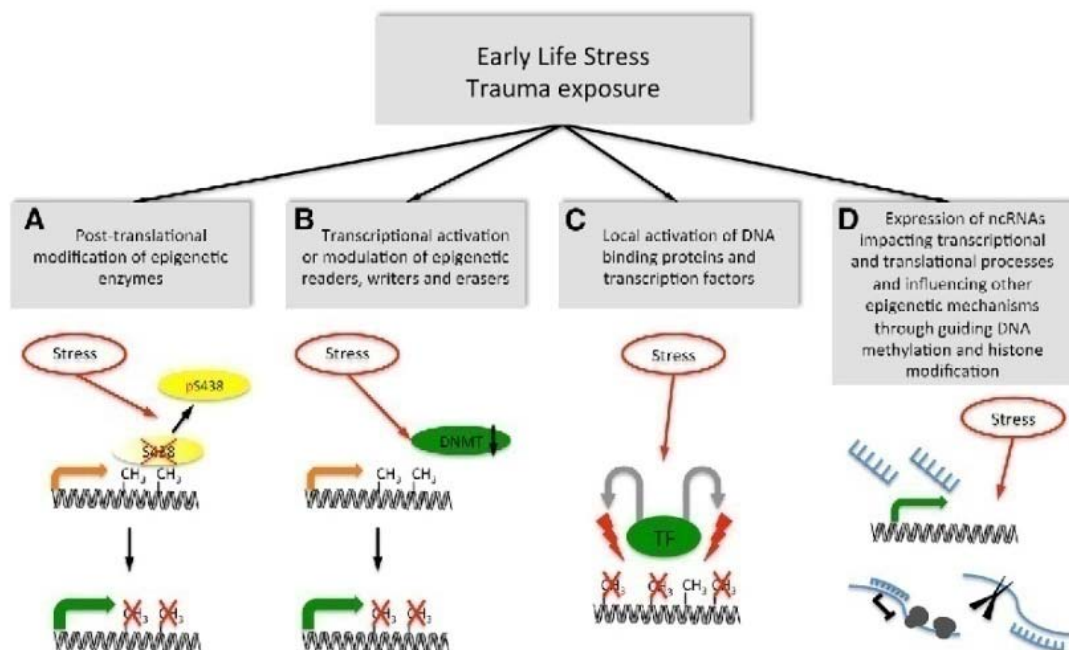 Early Life Stress
Trauma exposure
A
Post-translational
modification of epigenetic
enzymes
B
Transcriptional activation
or modulation of epigenetic
readers, writers and erasers
C
Local activation of DNA
binding proteins and
transcription factors
D
Expression of ncRNAs
impacting transcriptional
and translational processes
and influencing other
epigenetic mechanisms
through guiding DNA
methylation and histone
modification
Stress
pS438
S438
CH3 CH3
CH3 CH3
Stress
DNMT
CH3 CH3
CH3 CH3
Stress
TF
CH3 CH3 CH3 CH3
Stress